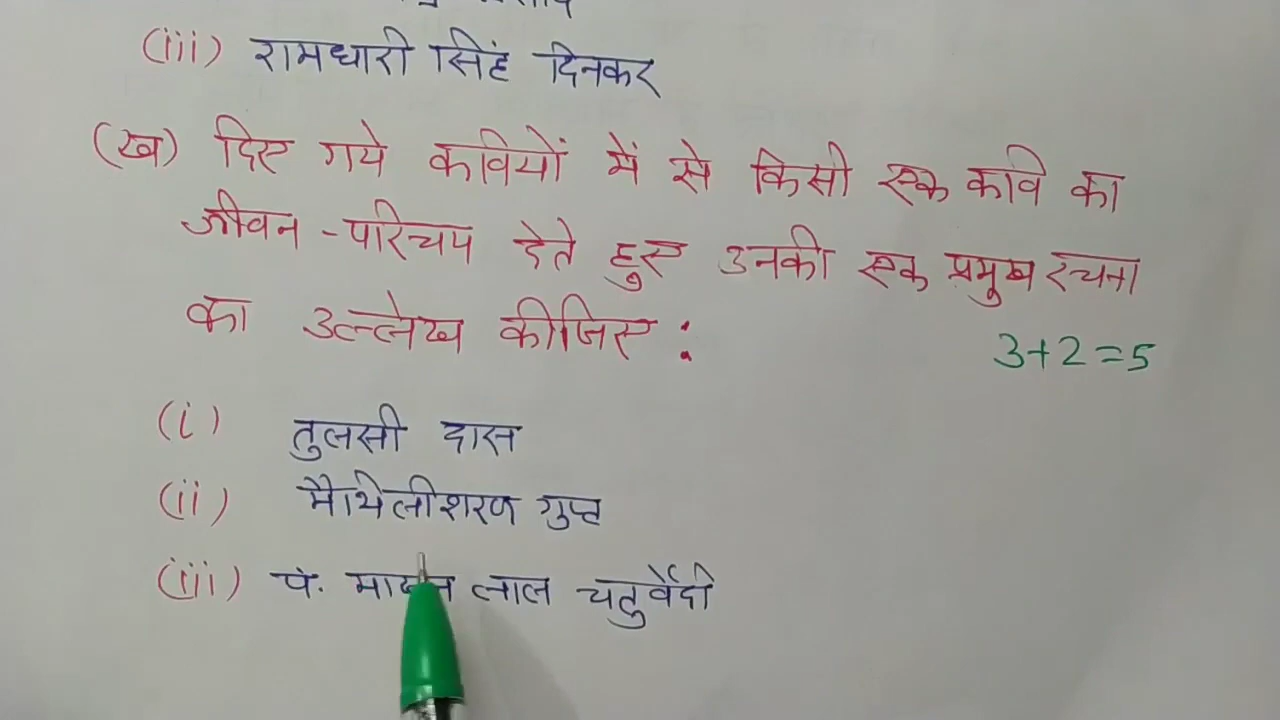 (iii) रामधारी सिंह दिनकर
(ख) दिए गये कवियों में से किसी एक कवि का
जीवन - परिचय देते हुए उनकी एक प्रमुख रचना
का उल्लेख कीजिए :
3+2=5
(i) तुलसी दास
(ii) मैथिलीशरण गुप्त
(iii) पं. माखन लाल चतुर्वेदी